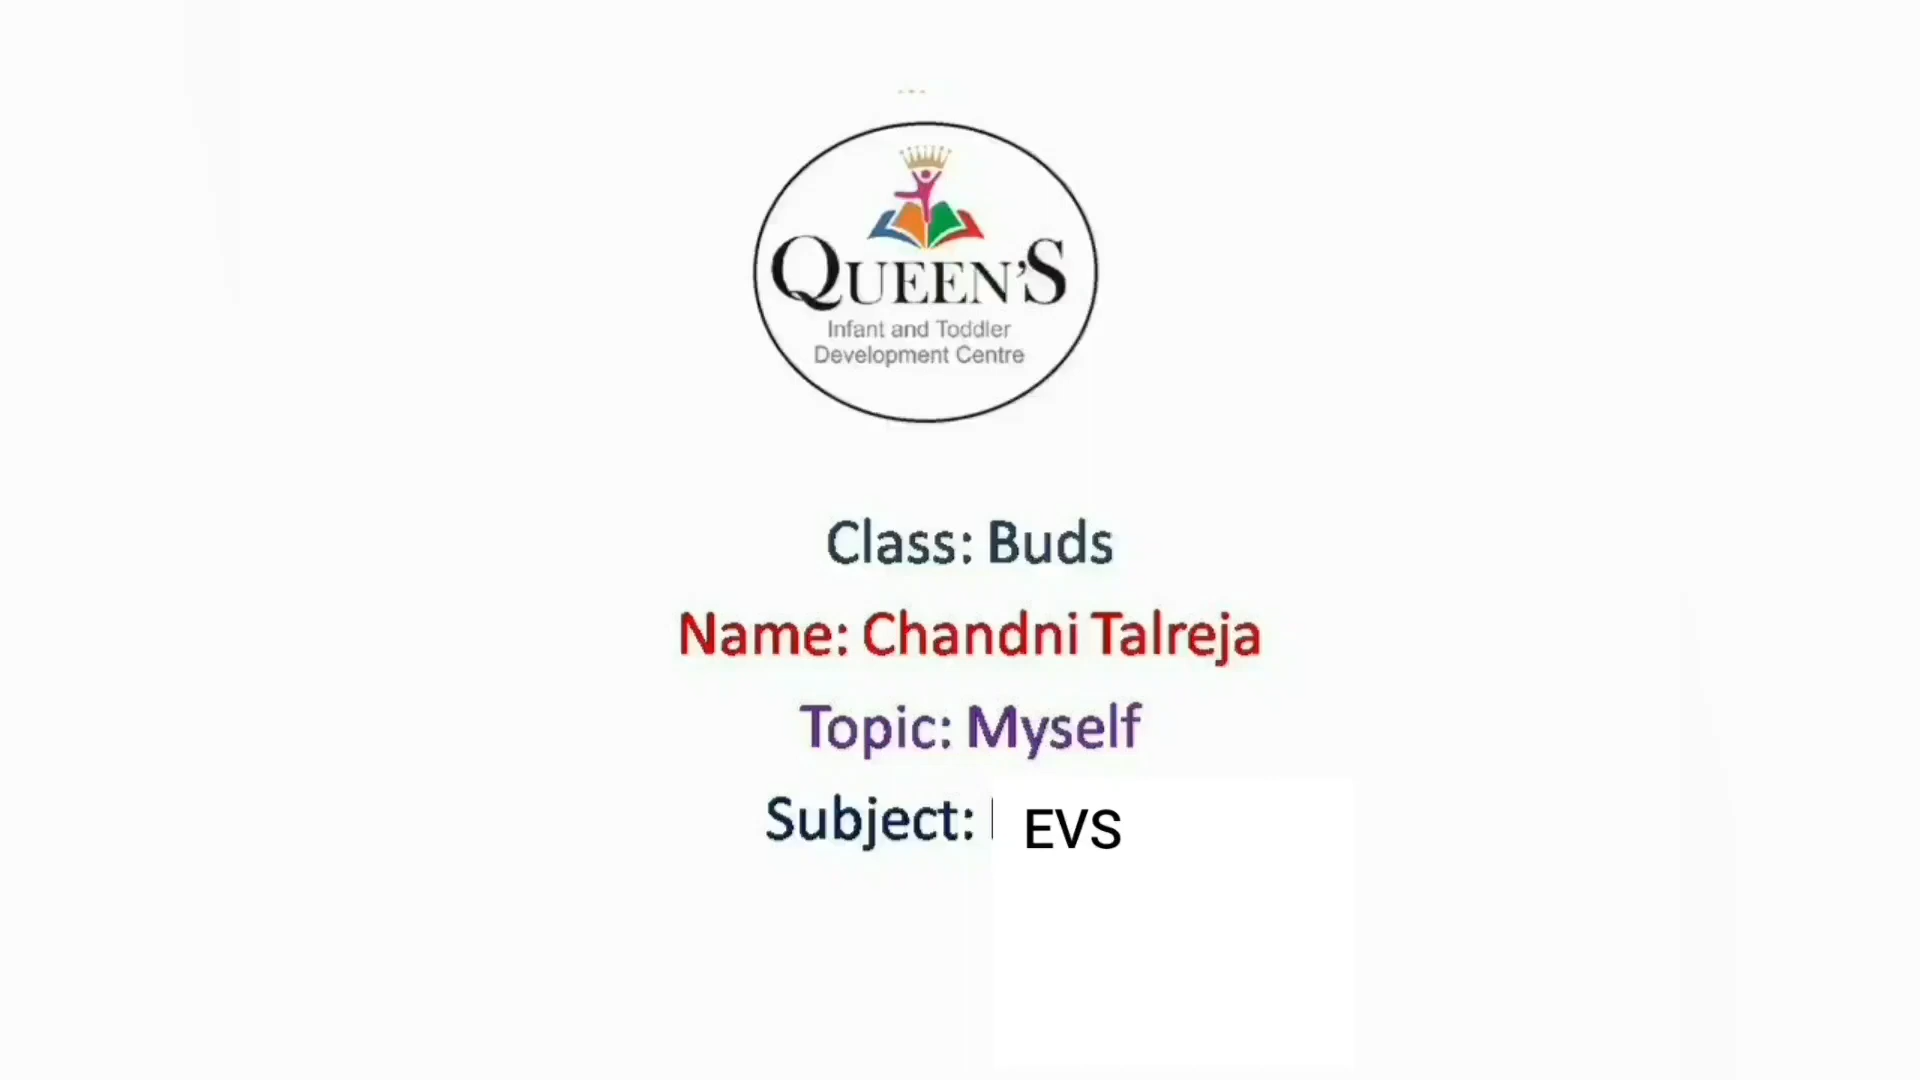 QUEEN'S
Infant and Toddler
Development Centre
Class: Buds
Name: Chandni Talreja
Topic: Myself
Subject: EVS